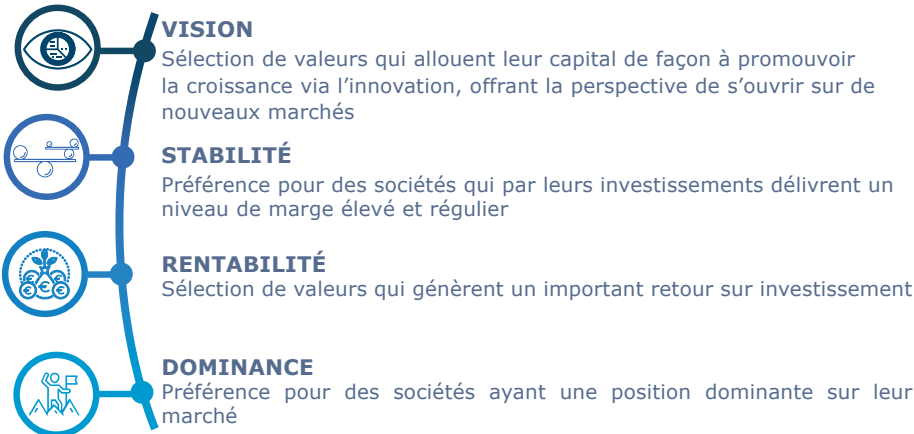 VISION
Sélection de valeurs qui allouent leur capital de façon à promouvoir
la croissance via l’innovation, offrant la perspective de s’ouvrir sur de
nouveaux marchés
STABILITÉ
Préférence pour des sociétés qui par leurs investissements délivrent un
niveau de marge élevé et régulier
RENTABILITÉ
Sélection de valeurs qui génèrent un important retour sur investissement
DOMINANCE
Préférence pour des sociétés ayant une position dominante sur leur
marché